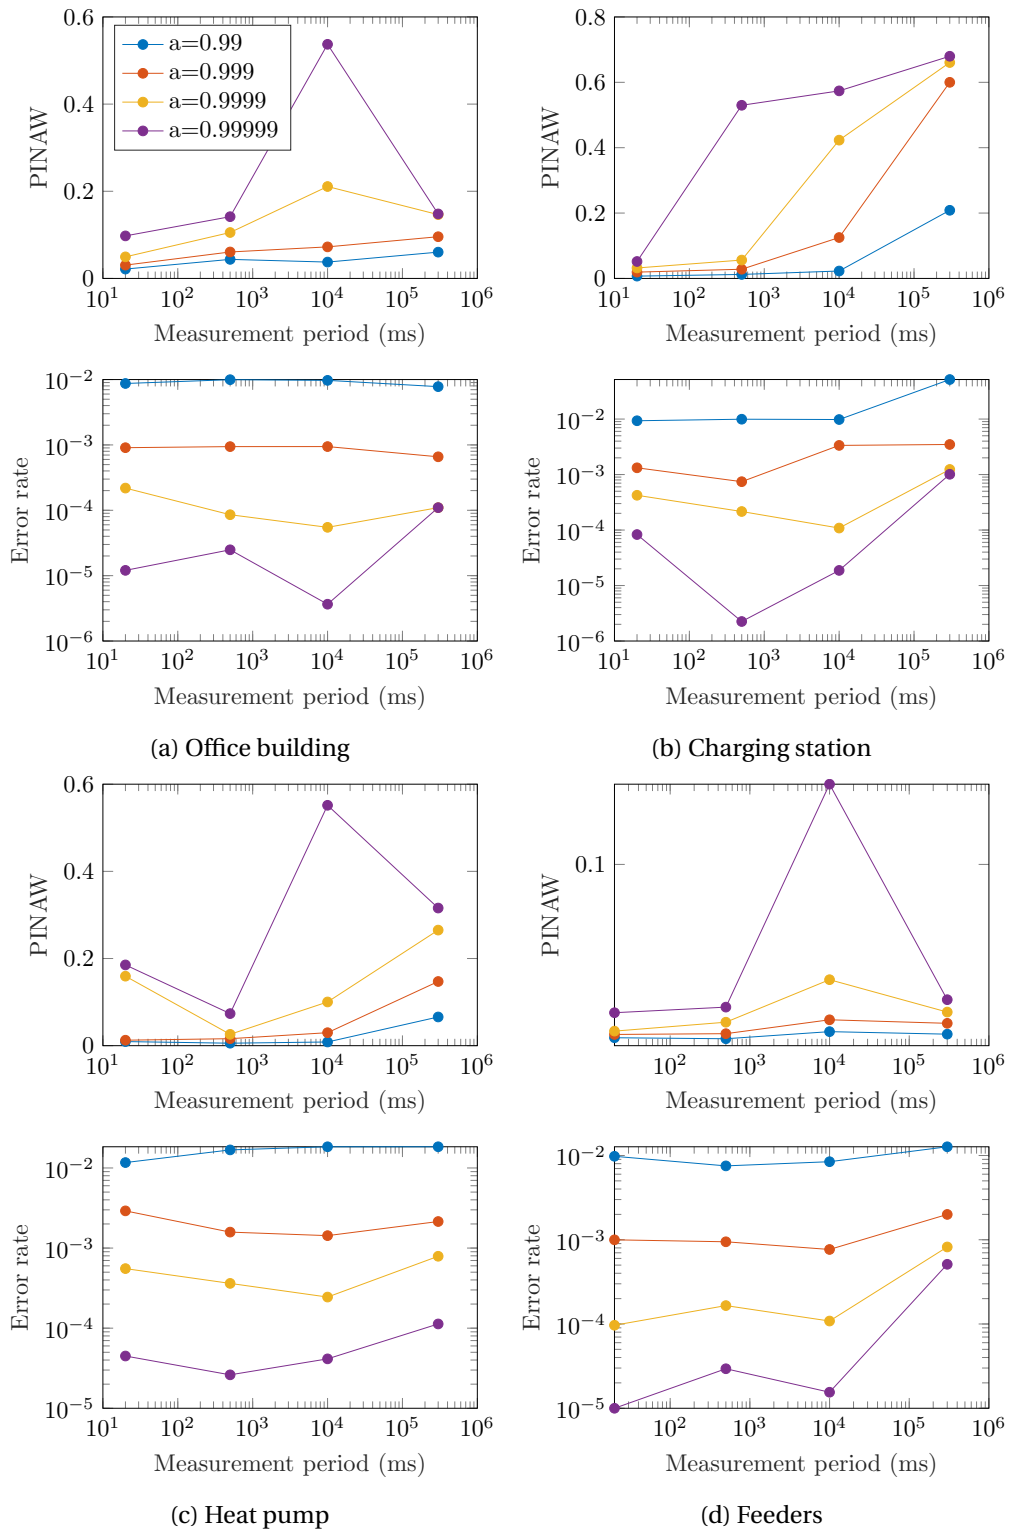 0.6
0.4
0.2
0
PINAW
a=0.99
a=0.999
a=0.9999
a=0.99999
10^1 10^2 10^3 10^4 10^5 10^6
Measurement period (ms)
0.8
0.6
0.4
0.2
0
PINAW
10^1 10^2 10^3 10^4 10^5 10^6
Measurement period (ms)
10^−2
10^−3
10^−4
10^−5
10^−6
Error rate
10^1 10^2 10^3 10^4 10^5 10^6
Measurement period (ms)
(a) Office building
10^−2
10^−3
10^−4
10^−5
10^−6
Error rate
10^1 10^2 10^3 10^4 10^5 10^6
Measurement period (ms)
(b) Charging station
0.6
0.4
0.2
0
PINAW
10^1 10^2 10^3 10^4 10^5 10^6
Measurement period (ms)
0.1
PINAW
10^2 10^3 10^4 10^5 10^6
Measurement period (ms)
10^−2
10^−3
10^−4
10^−5
Error rate
10^1 10^2 10^3 10^4 10^5 10^6
Measurement period (ms)
(c) Heat pump
10^−2
10^−3
10^−4
10^−5
Error rate
10^2 10^3 10^4 10^5 10^6
Measurement period (ms)
(d) Feeders